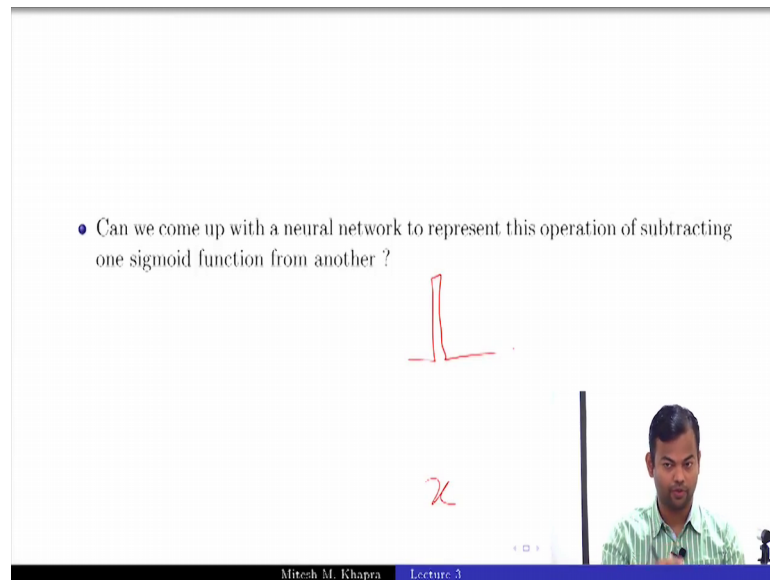 Can we come up with a neural network to represent this operation of subtracting
one sigmoid function from another ?
x
Mitesh M. Khapra Lecture 3